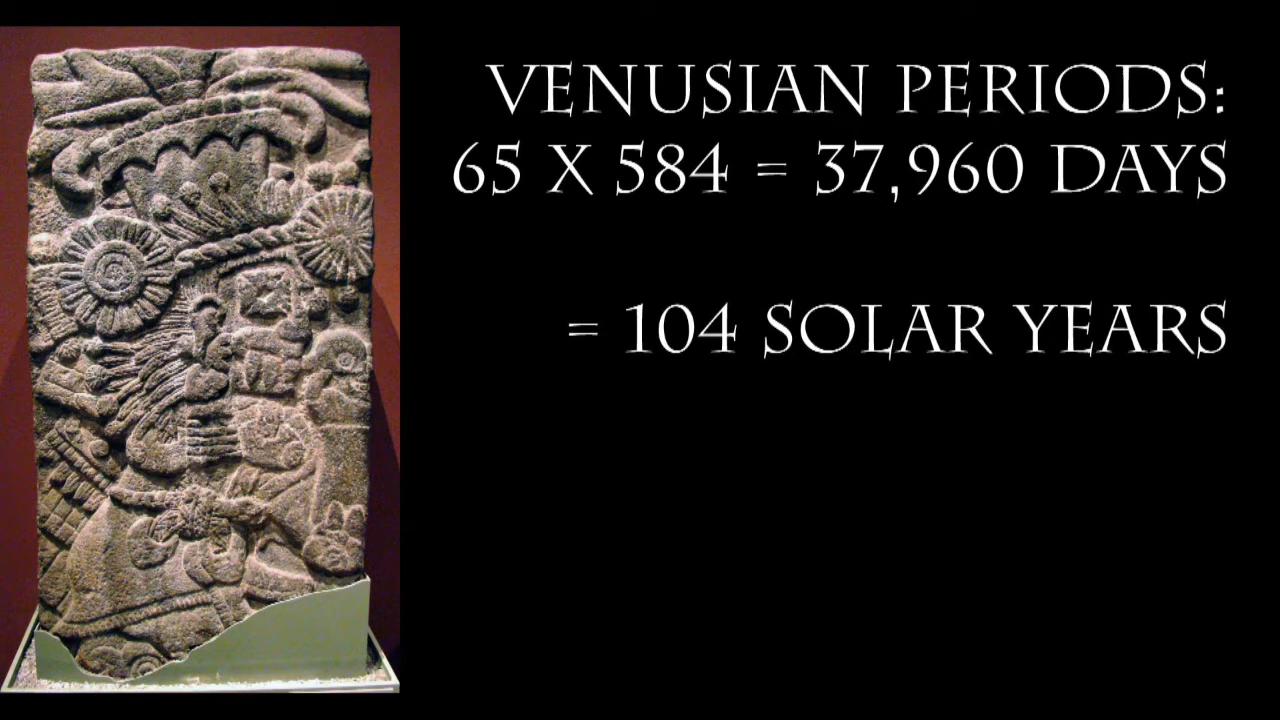 VENUSIAN PERIODS:
65 X 584 = 37,960 DAYS
= 104 SOLAR YEARS